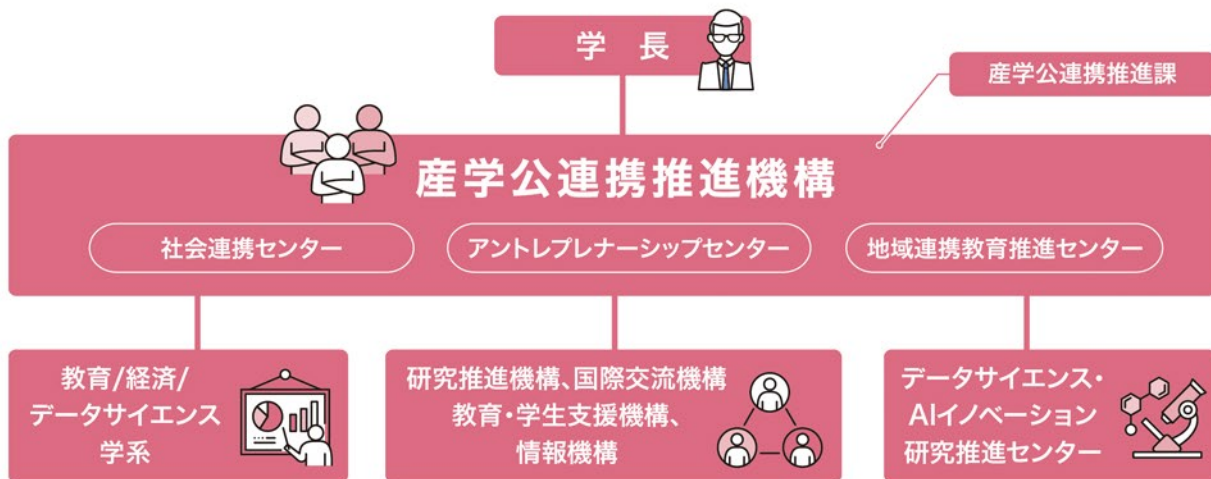 学 長
産学公連携推進課
産学公連携推進機構
社会連携センター
アントレプレナーシップセンター
地域連携教育推進センター
教育/経済/
データサイエンス
学系
研究推進機構、国際交流機構
教育・学生支援機構、
情報機構
データサイエンス・
AIイノベーション
研究推進センター